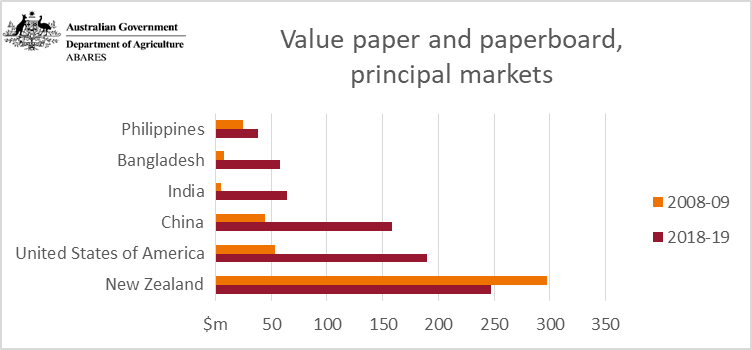 Australian Government
Department of Agriculture
ABARES
Value paper and paperboard,
principal markets
Philippines
Bangladesh
India
China
United States of America
New Zealand
$m 50 100 150 200 250 300 350
2008-09
2018-19